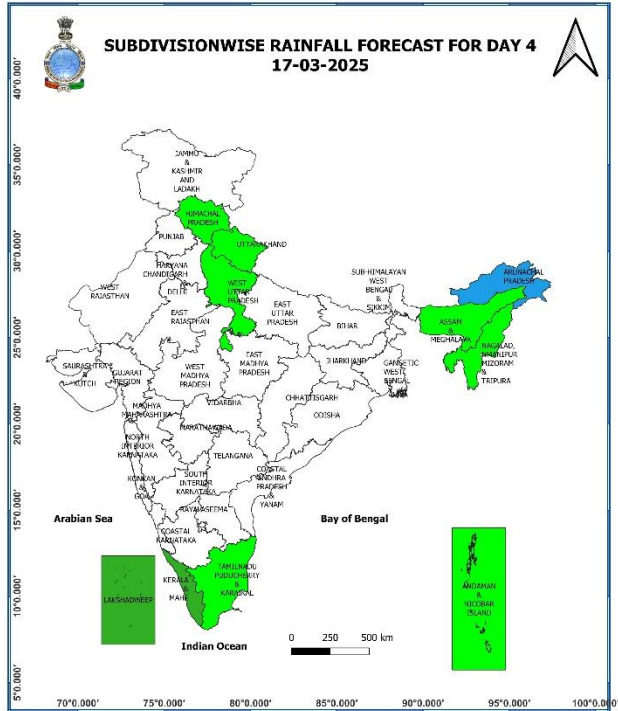 SUBDIVISIONWISE RAINFALL FORECAST FOR DAY 4
17-03-2025
40°0.000'
35°0.000'
30°0.000'
25°0.000'
20°0.000'
15°0.000'
10°0.000'
5°0.000'
JAMMU
&
KASHMIR
AND
LADAKH
HIMACHAL
PRADESH
PUNJAB
UTTARAKHAND
HARYANA
CHANDIGARH
&
DELHI
WEST
UTTAR
PRADESH
WEST
RAJASTHAN
EAST
RAJASTHAN
EAST
UTTAR
PRADESH
SUB-HIMALAYAN
WEST
BENGAL
&
SIKKIM
ARUNACHAL
PRADESH
ASSAM
&
MEGHALAYA
NAGALAD,
MANIPUR
MIZORAM
&
TRIPURA
BIHAR
JHARKHAND
GANGETIC
WEST
BENGAL
SAURASHTRA
&
KUTCH
GUJARAT
REGION
WEST
MADHYA
PRADESH
EAST
MADHYA
PRADESH
CHHATTISGARH
ODISHA
VIDARBHA
MADHYA
MAHARASHTRA
MARATHAWADA
NORTH
INTERIOR
KARNATAKA
TELANGANA
KONKAN
&
GOA
SOUTH
INTERIOR
KARNATAKA
COASTAL
ANDHRA
PRADESH
&
YANAM
RAYALASEEMA
COASTAL
KARNATAKA
Arabian Sea
Bay of Bengal
LAKSHADWEEP
KERALA
&
MAHE
TAMILNADU
PUDUCHERRY
&
KARAIKAL
ANDAMAN
&
NICOBAR
ISLAND
Indian Ocean
0 250 500 km
70°0.000' 75°0.000' 80°0.000' 85°0.000' 90°0.000' 95°0.000' 100°0.000'